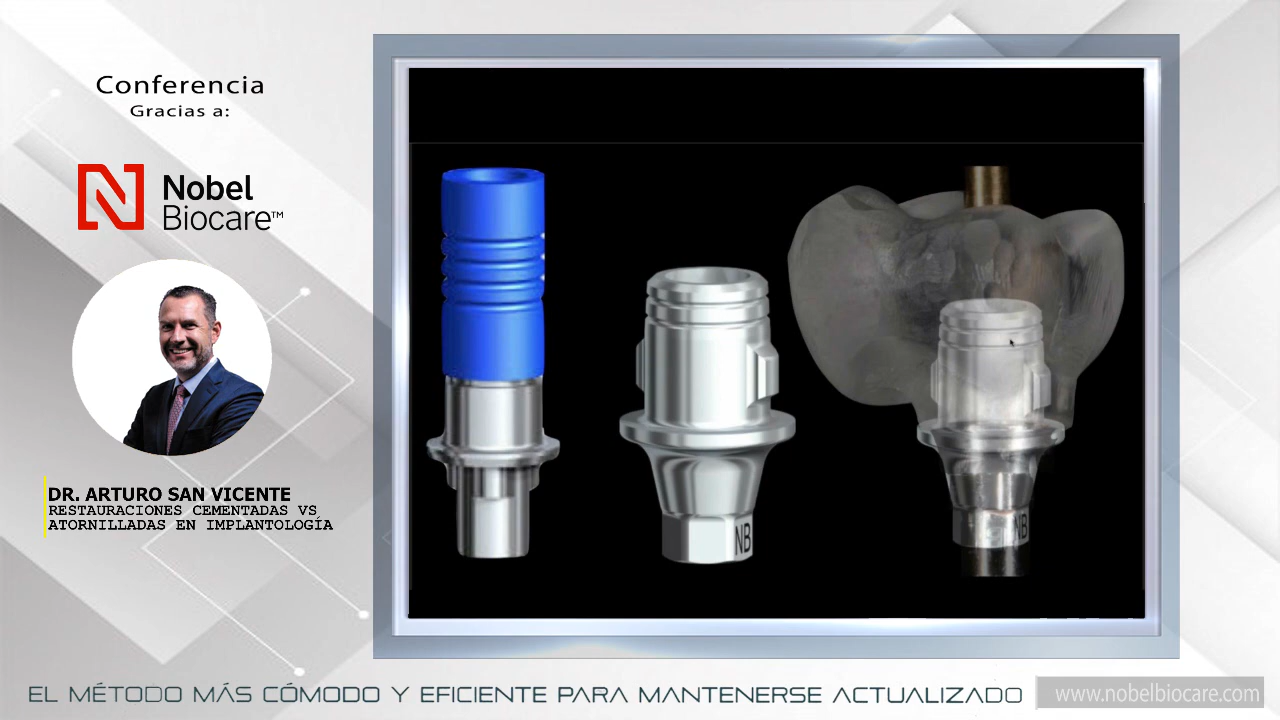 Conferencia
Gracias a:
Nobel
Biocare™
DR. ARTURO SAN VICENTE
RESTAURACIONES CEMENTADAS VS
ATORNILLADAS EN IMPLANTOLOGÍA
NB
NB
EL MÉTODO MÁS CÓMODO Y EFICIENTE PARA MANTENERSE ACTUALIZADO
www.nobelbiocare.com